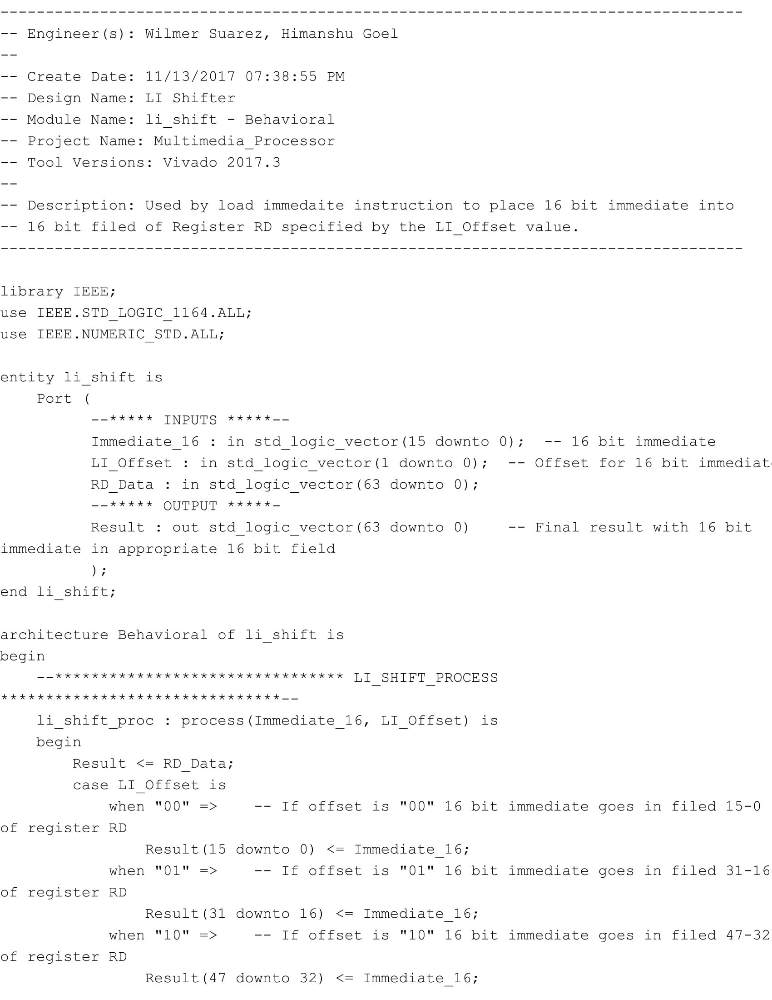 ----------------------------------------------------------------------------------
-- Engineer(s): Wilmer Suarez, Himanshu Goel
--
-- Create Date: 11/13/2017 07:38:55 PM
-- Design Name: LI Shifter
-- Module Name: li_shift - Behavioral
-- Project Name: Multimedia_Processor
-- Tool Versions: Vivado 2017.3
--
-- Description: Used by load immedaite instruction to place 16 bit immediate into
-- 16 bit filed of Register RD specified by the LI_Offset value.
----------------------------------------------------------------------------------

library IEEE;
use IEEE.STD_LOGIC_1164.ALL;
use IEEE.NUMERIC_STD.ALL;

entity li_shift is
    Port (
          --***** INPUTS *****--
          Immediate_16 : in std_logic_vector(15 downto 0);  -- 16 bit immediate
          LI_Offset : in std_logic_vector(1 downto 0);  -- Offset for 16 bit immediate
          RD_Data : in std_logic_vector(63 downto 0);
          --***** OUTPUT *****-
          Result : out std_logic_vector(63 downto 0)    -- Final result with 16 bit
immediate in appropriate 16 bit field
          );
end li_shift;

architecture Behavioral of li_shift is
begin
    --******************************** LI_SHIFT_PROCESS
*******************************--
    li_shift_proc : process(Immediate_16, LI_Offset) is
    begin
        Result <= RD_Data;
        case LI_Offset is
            when "00" =>    -- If offset is "00" 16 bit immediate goes in filed 15-0
of register RD
                Result(15 downto 0) <= Immediate_16;
            when "01" =>    -- If offset is "01" 16 bit immediate goes in filed 31-16
of register RD
                Result(31 downto 16) <= Immediate_16;
            when "10" =>    -- If offset is "10" 16 bit immediate goes in filed 47-32
of register RD
                Result(47 downto 32) <= Immediate_16;